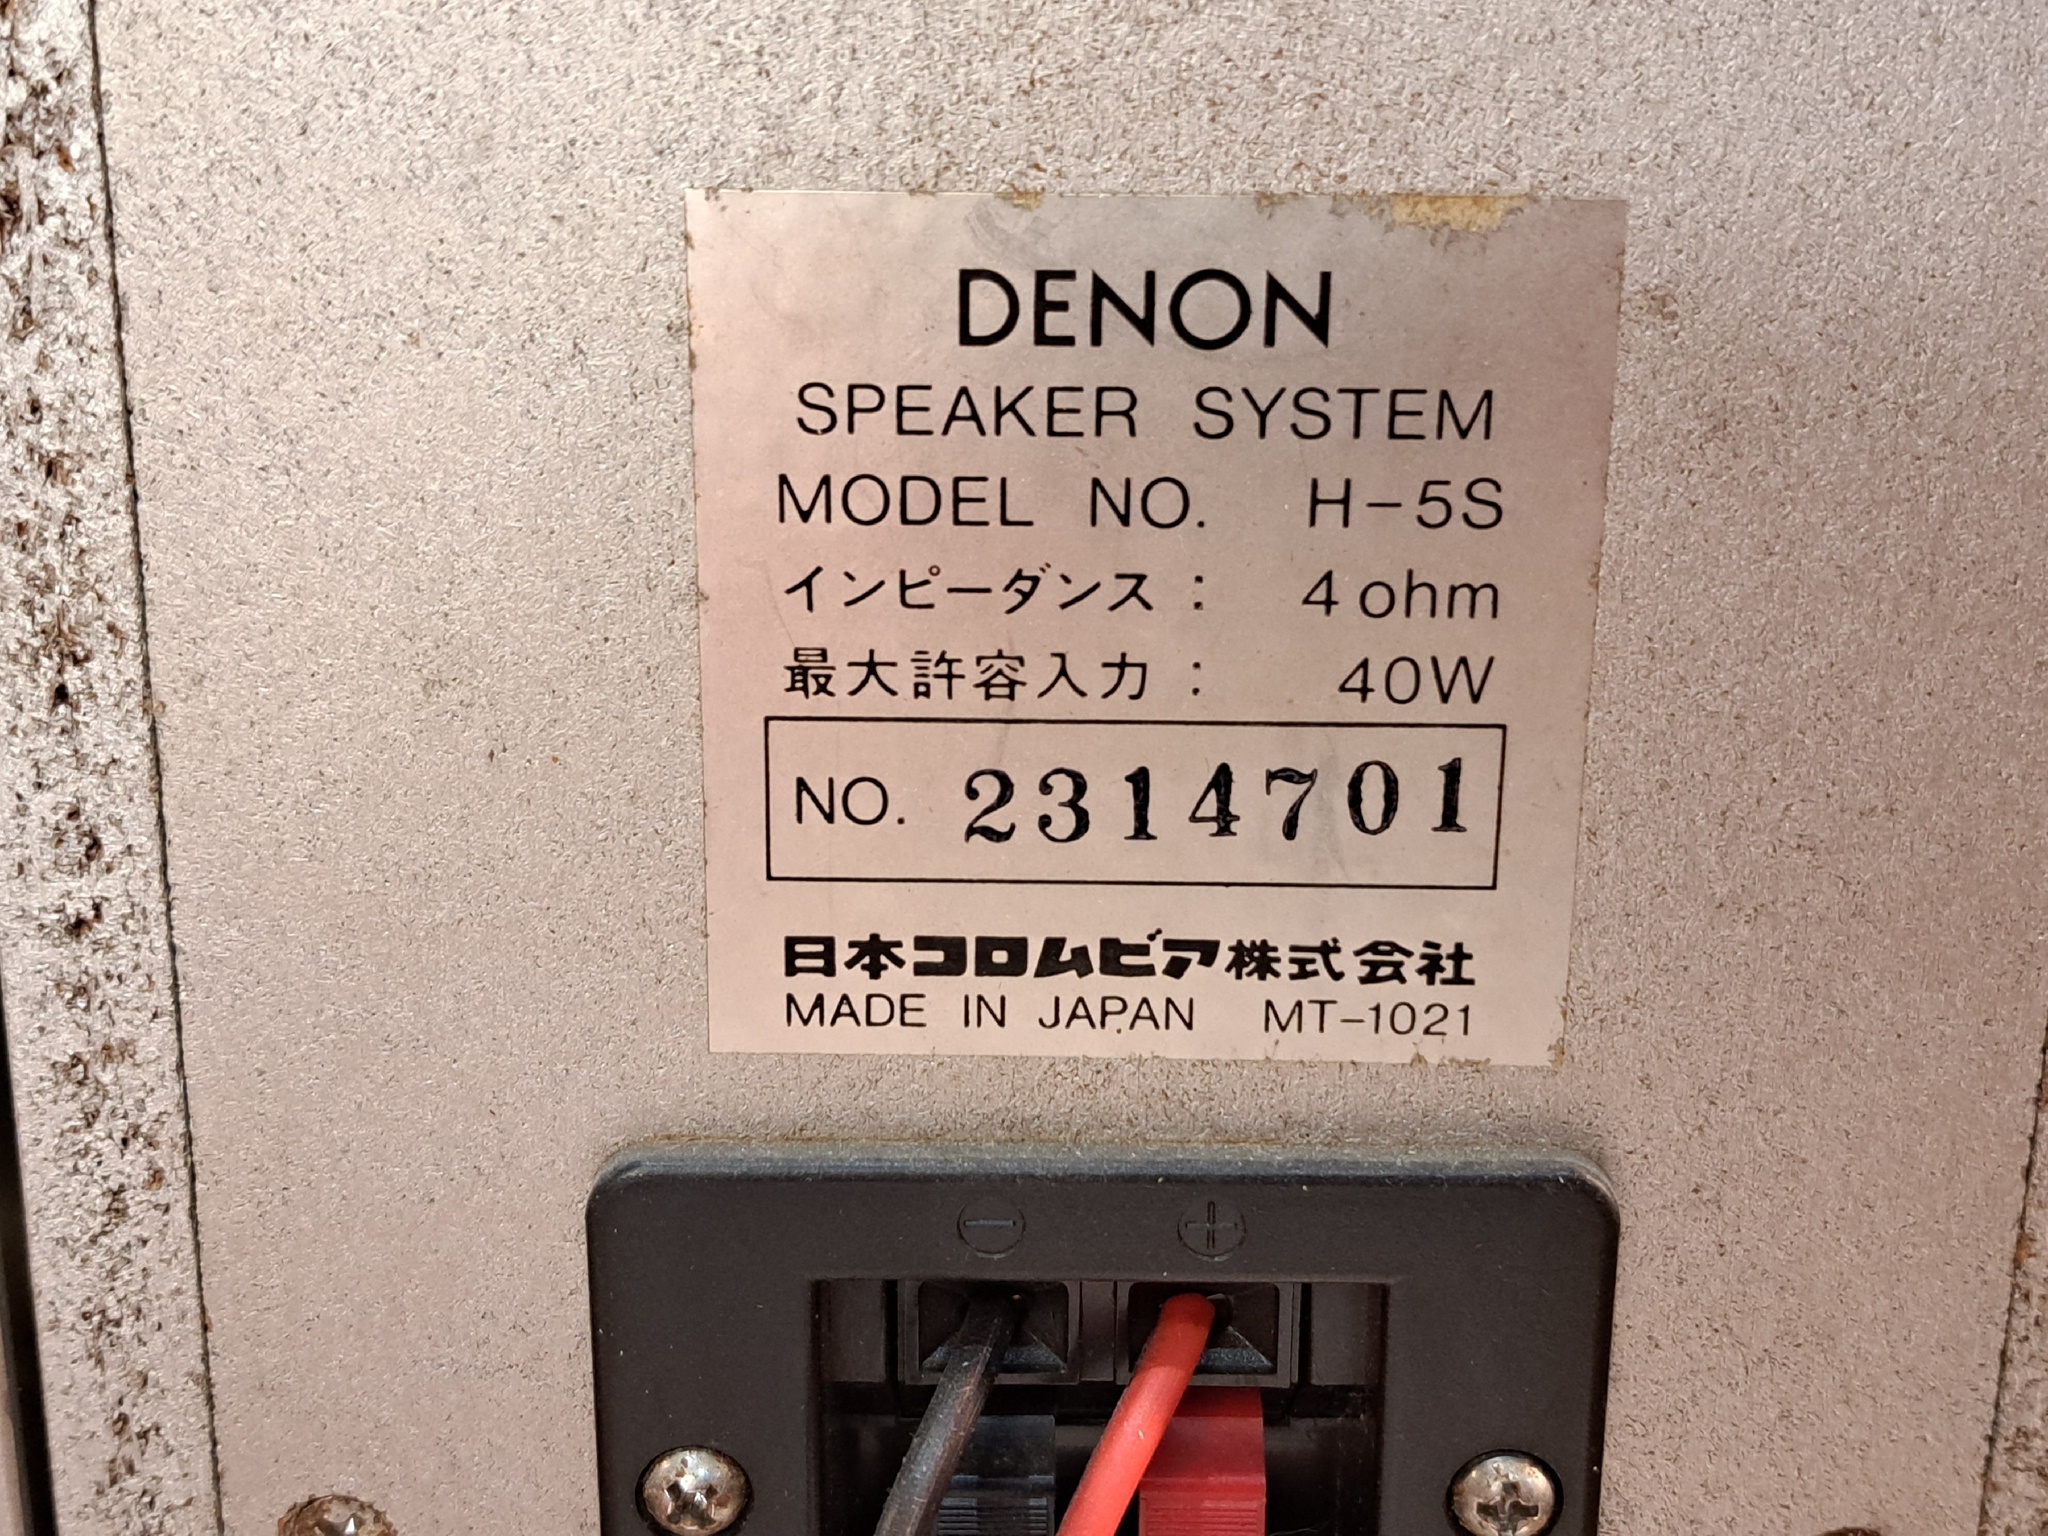 DENON
SPEAKER SYSTEM
MODEL NO. H-5S
インピーダンス : 4 ohm
最大許容入力 : 40W
NO. 2314701
日本コロムビア株式会社
MADE IN JAPAN MT-1021
- +